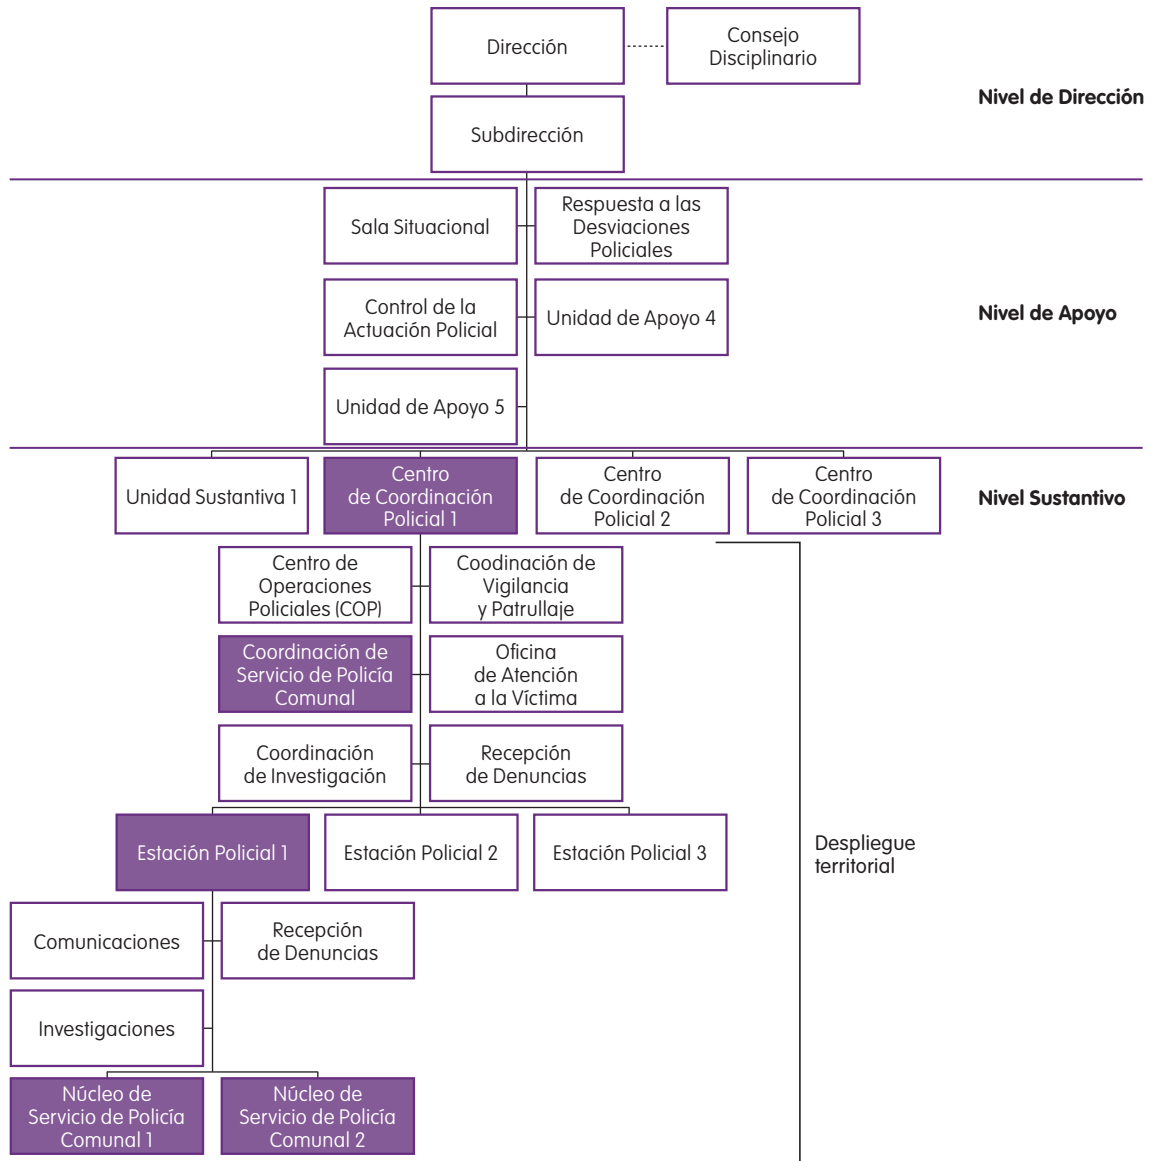 Dirección
Consejo
Disciplinario
Nivel de Dirección
Subdirección
Sala Situacional
Respuesta a las
Desviaciones
Policiales
Control de la
Actuación Policial
Unidad de Apoyo 4
Nivel de Apoyo
Unidad de Apoyo 5
Unidad Sustantiva 1
Centro
de Coordinación
Policial 1
Centro
de Coordinación
Policial 2
Centro
de Coordinación
Policial 3
Nivel Sustantivo
Centro de
Operaciones
Policiales (COP)
Coodinación de
Vigilancia
y Patrullaje
Coordinación de
Servicio de Policía
Comunal
Oficina
de Atención
a la Víctima
Coordinación
de Investigación
Recepción
de Denuncias
Estación Policial 1
Estación Policial 2
Estación Policial 3
Despliegue
territorial
Comunicaciones
Recepción
de Denuncias
Investigaciones
Núcleo de
Servicio de Policía
Comunal 1
Núcleo de
Servicio de Policía
Comunal 2